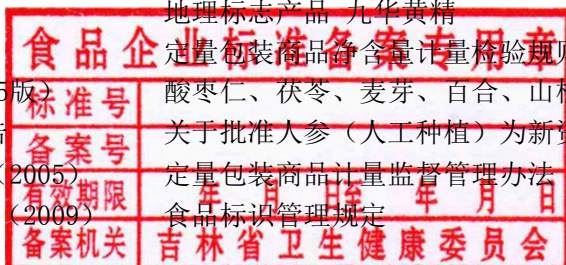 地理标志产品 九华黄精
食品企业标准备案专用章
定量包装商品净含量计量检验规则
版）
标准号
酸枣仁、茯苓、麦芽、百合、山
告
备案号
关于批准人参（人工种植）为新资
（2005）
有效期限 年 月 日至 年 月 日
定量包装商品计量监督管理办法
（2009）
食品标识管理规定
备案机关 吉林省卫生健康委员会